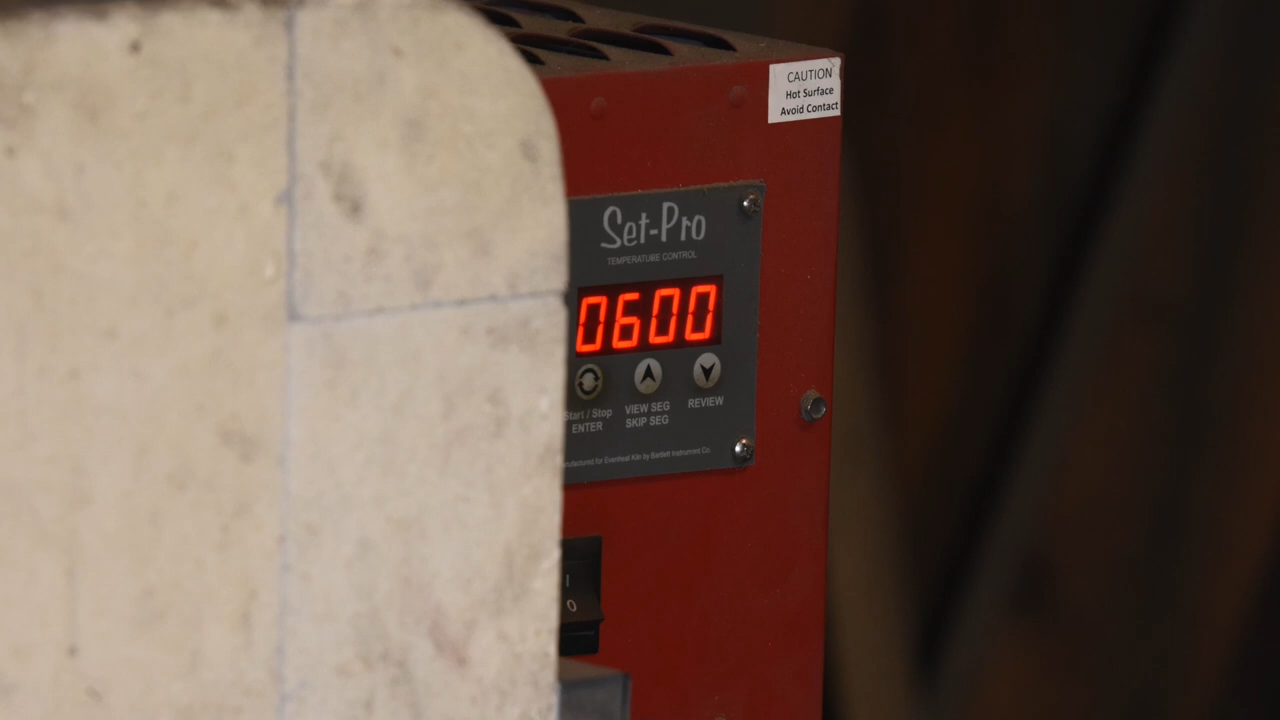 CAUTION
Hot Surface
Avoid Contact
Set-Pro
TEMPERATURE CONTROL
0600
Start / Stop
ENTER
VIEW SEG
SKIP SEG
REVIEW
for Evenheat Kiln by Bartlett Instrument Co.
I
O